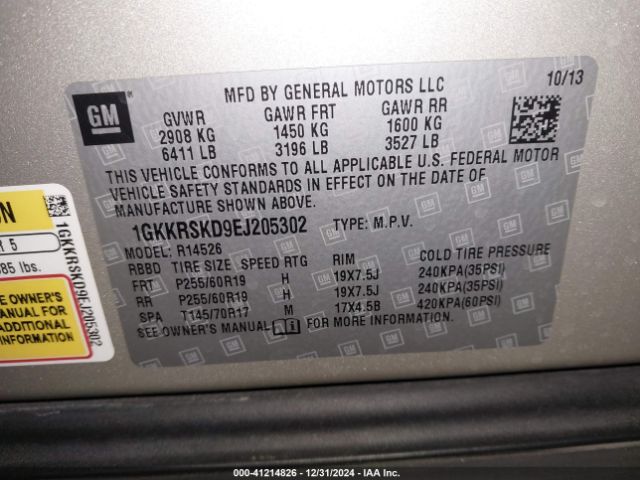 GM
MFD BY GENERAL MOTORS LLC
10/13
GVWR GAWR FRT GAWR RR
2908 KG 1450 KG 1600 KG
6411 LB 3196 LB 3527 LB
THIS VEHICLE CONFORMS TO ALL APPLICABLE U.S. FEDERAL MOTOR
VEHICLE SAFETY STANDARDS IN EFFECT ON THE DATE OF
MANUFACTURE SHOWN ABOVE.
1GKKRSKD9EJ205302 TYPE: M.P.V.
MODEL: R14526
RBBD TIRE SIZE SPEED RTG RIM COLD TIRE PRESSURE
FRT P255/60R19 H 19X7.5J 240KPA(35PSI)
RR P255/60R19 H 19X7.5J 240KPA(35PSI)
SPA T145/70R17 M 17X4.5B 420KPA(60PSI)
SEE OWNER'S MANUAL FOR MORE INFORMATION.
ON
R 5
85 lbs.
E OWNER'S
MANUAL FOR
ADDITIONAL
FORMATION
1GKKRSKD9EJ205302
000-41214826 - 12/31/2024 - IAA Inc.